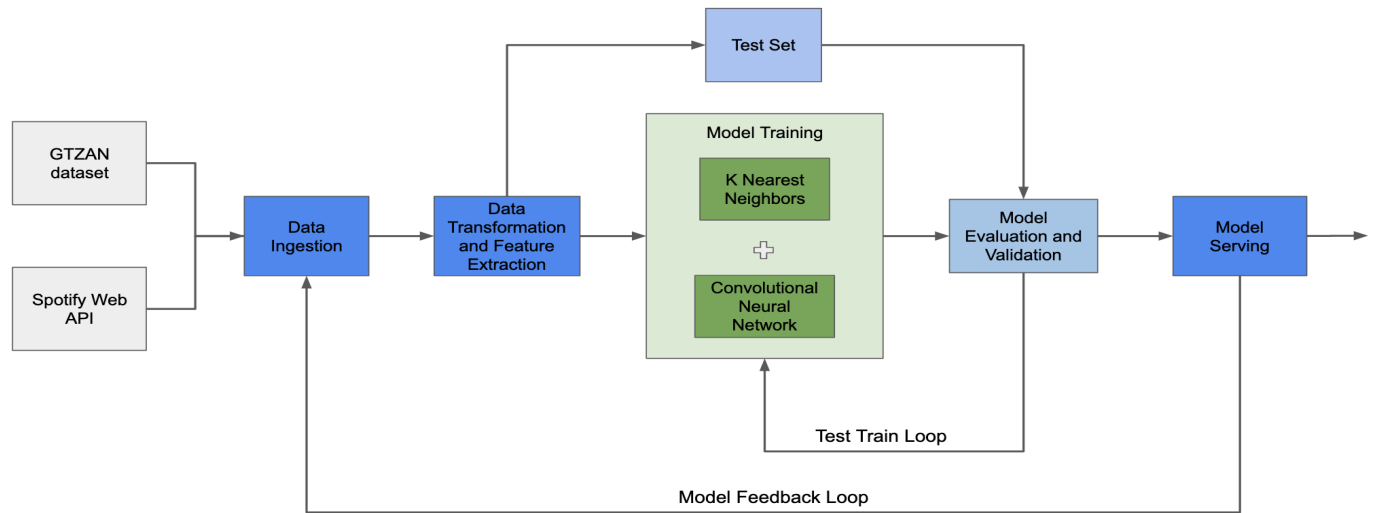 Test Set
GTZAN
dataset
Model Training
K Nearest
Neighbors
Data
Ingestion
Data
Transformation
and Feature
Extraction
Model
Evaluation and
Validation
Model
Serving
Spotify Web
API
Convolutional
Neural
Network
Test Train Loop
Model Feedback Loop